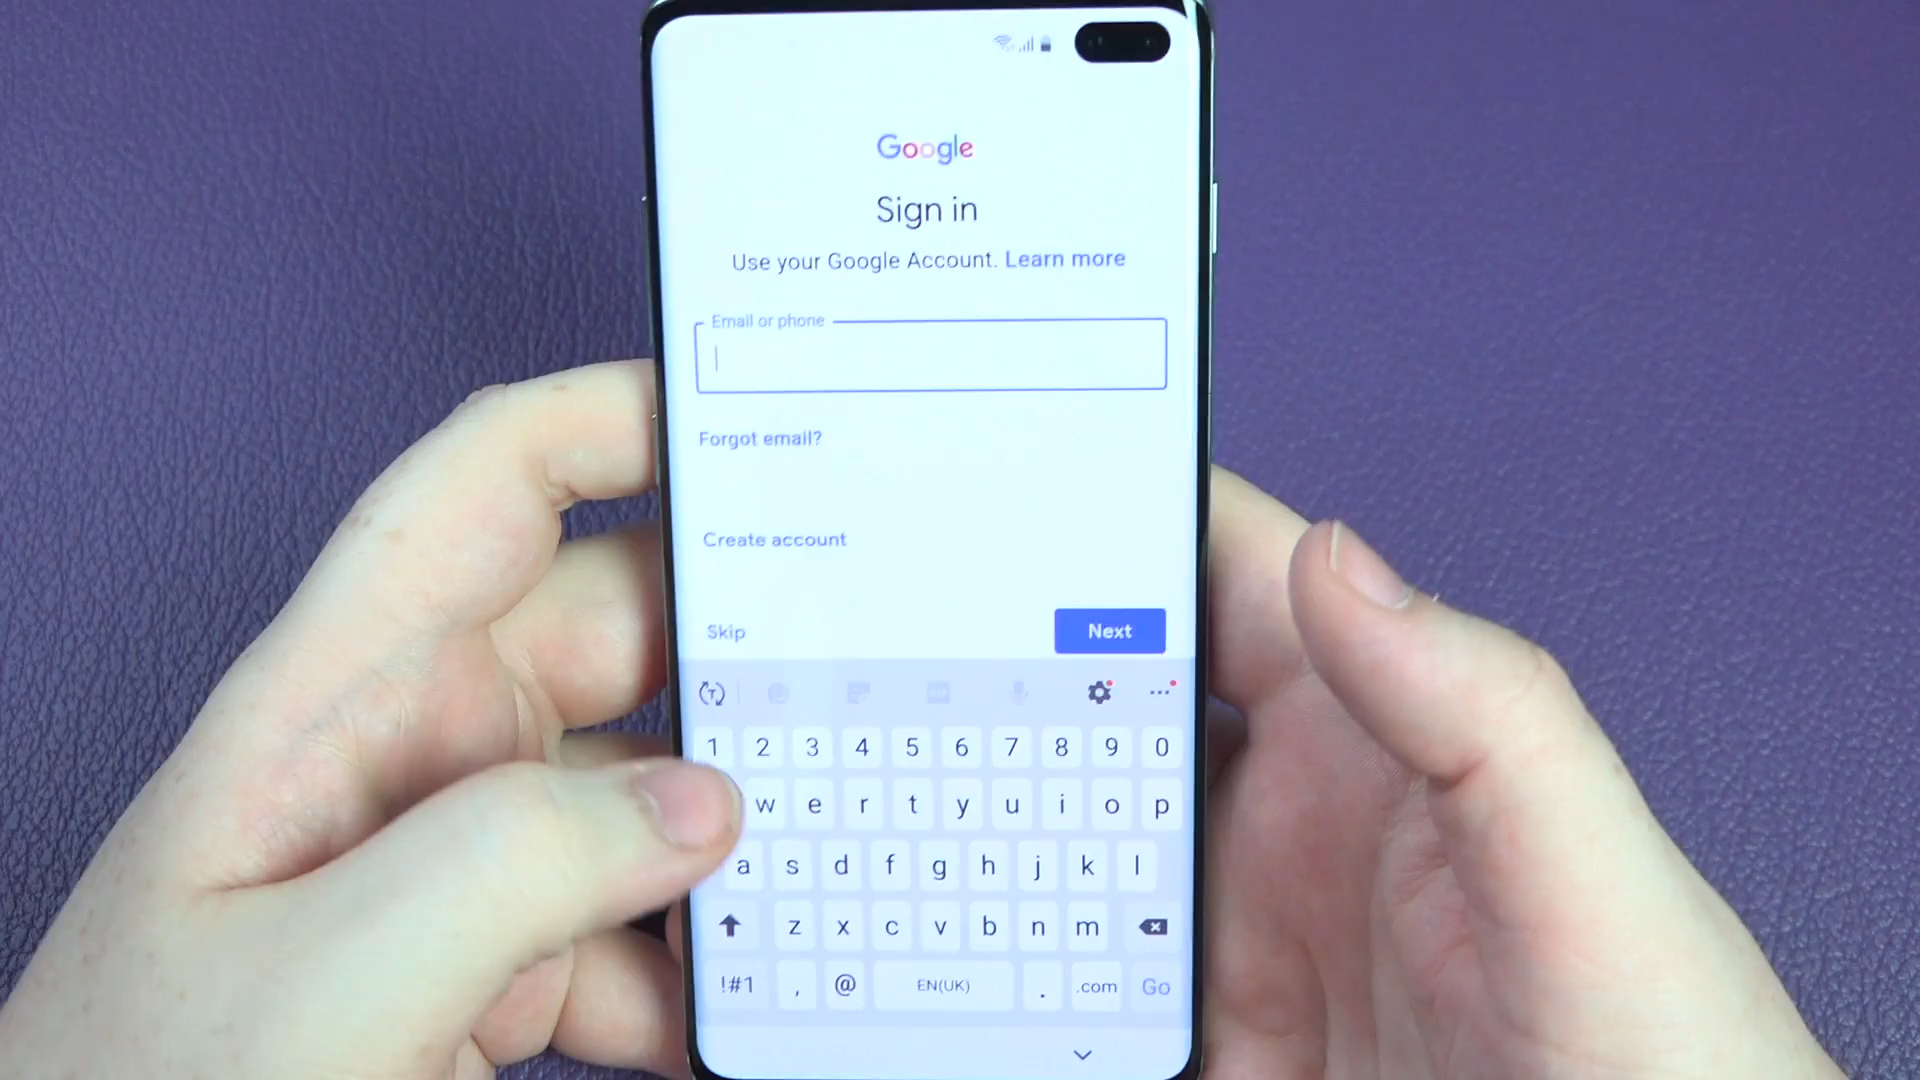 Google
Sign in
Use your Google Account. Learn more
Email or phone
Forgot email?
Create account
Skip
Next
1 2 3 4 5 6 7 8 9 0
w e r t y u i o p
a s d f g h j k l
z x c v b n m
!#1 , @ EN(UK) . .com Go